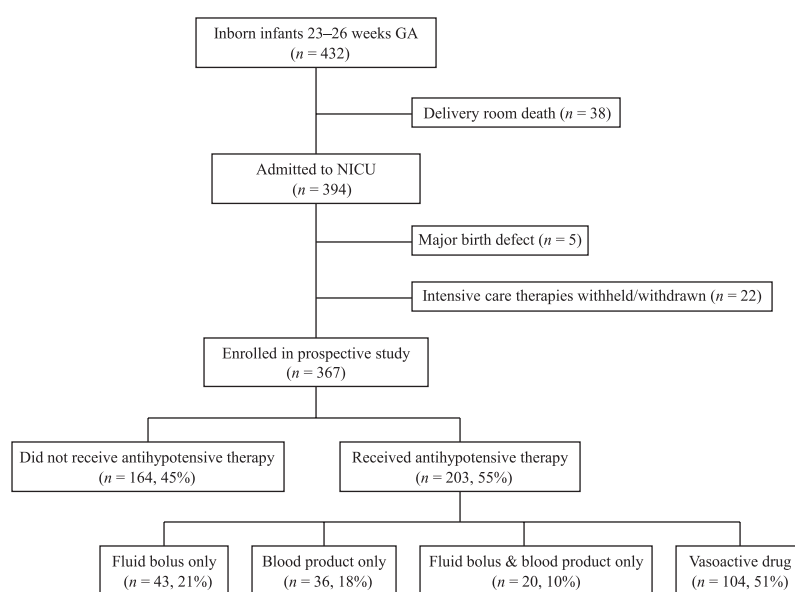 Inborn infants 23–26 weeks GA
(n = 432)
Delivery room death (n = 38)
Admitted to NICU
(n = 394)
Major birth defect (n = 5)
Intensive care therapies withheld/withdrawn (n = 22)
Enrolled in prospective study
(n = 367)
Did not receive antihypotensive therapy
(n = 164, 45%)
Received antihypotensive therapy
(n = 203, 55%)
Fluid bolus only
(n = 43, 21%)
Blood product only
(n = 36, 18%)
Fluid bolus & blood product only
(n = 20, 10%)
Vasoactive drug
(n = 104, 51%)